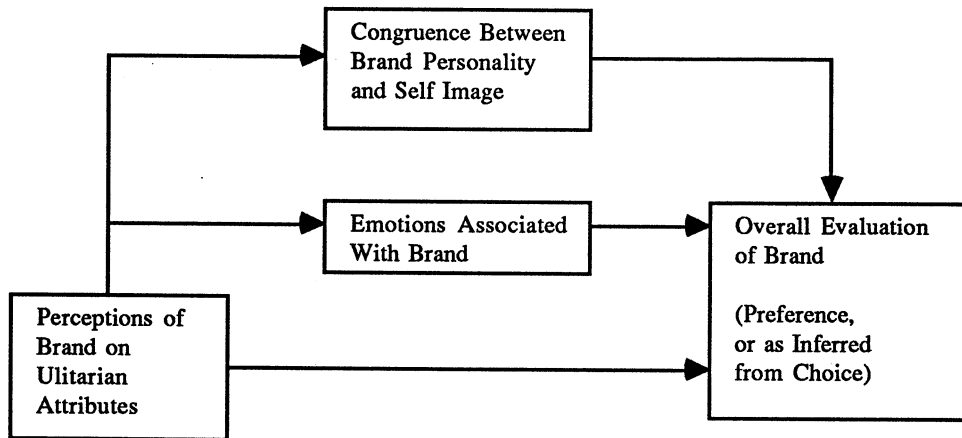 Congruence Between
Brand Personality
and Self Image
Emotions Associated
With Brand
Overall Evaluation
of Brand
(Preference,
or as Inferred
from Choice)
Perceptions of
Brand on
Ulitarian
Attributes